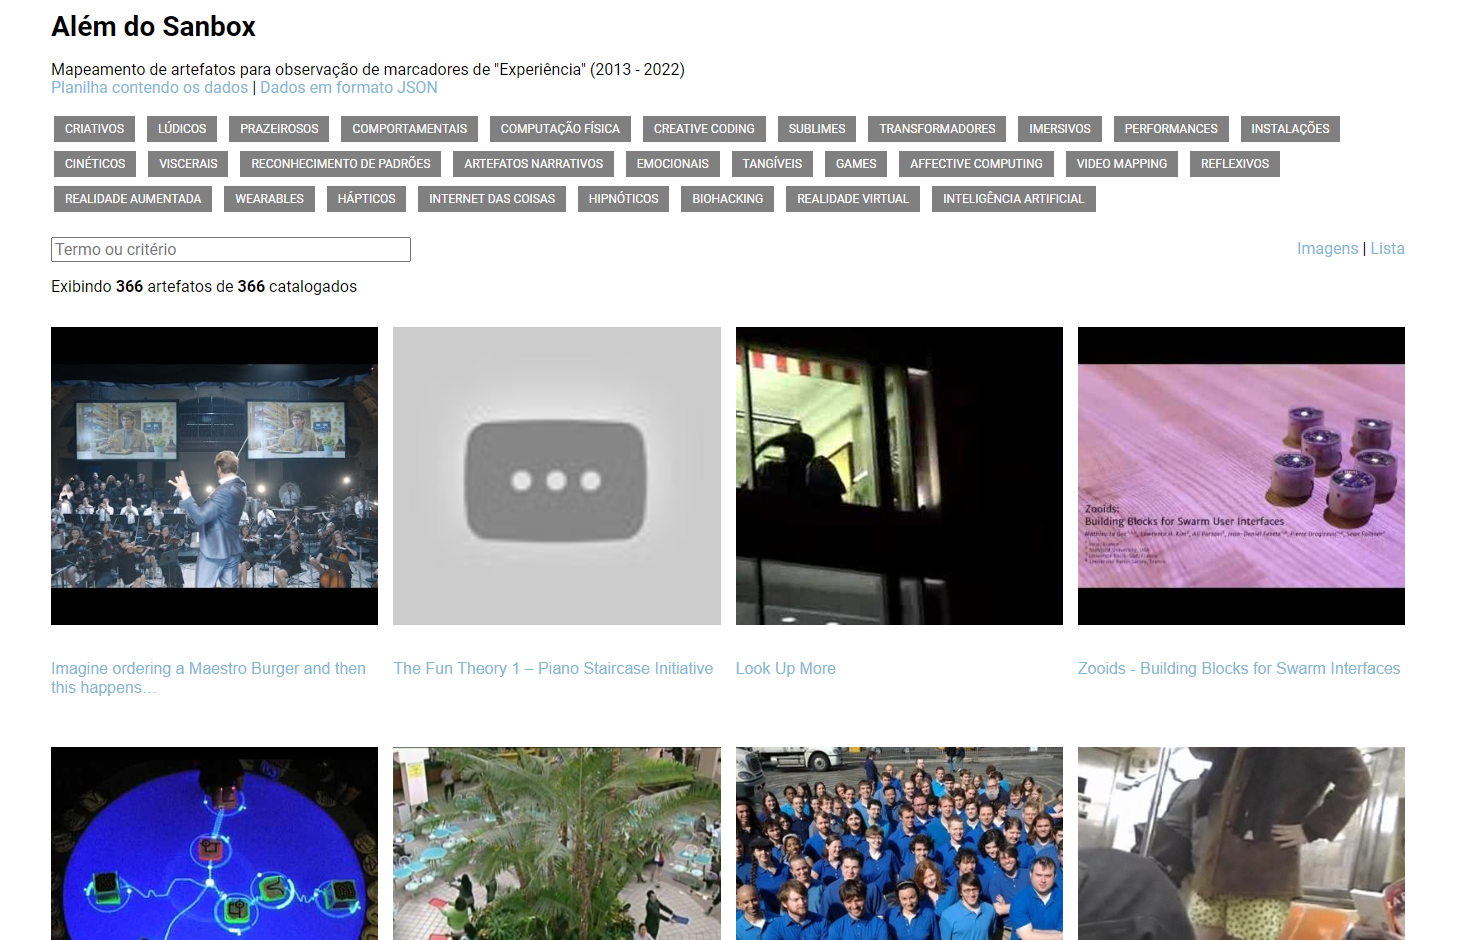 Além do Sanbox
Mapeamento de artefatos para observação de marcadores de "Experiência" (2013 - 2022)
Planilha contendo os dados | Dados em formato JSON
CRIATIVOS LÚDICOS PRAZEIROSOS COMPORTAMENTAIS COMPUTAÇÃO FÍSICA CREATIVE CODING SUBLIMES TRANSFORMADORES IMERSIVOS PERFORMANCES INSTALAÇÕES
CINÉTICOS VISCERAIS RECONHECIMENTO DE PADRÕES ARTEFATOS NARRATIVOS EMOCIONAIS TANGÍVEIS GAMES AFFECTIVE COMPUTING VIDEO MAPPING REFLEXIVOS
REALIDADE AUMENTADA WEARABLES HÁPTICOS INTERNET DAS COISAS HIPNÓTICOS BIOHACKING REALIDADE VIRTUAL INTELIGÊNCIA ARTIFICIAL
Termo ou critério
Imagens | Lista
Exibindo 366 artefatos de 366 catalogados
Zooids:
Building Blocks for Swarm User Interfaces
Imagine ordering a Maestro Burger and then
this happens…
The Fun Theory 1 – Piano Staircase Initiative
Look Up More
Zooids - Building Blocks for Swarm Interfaces